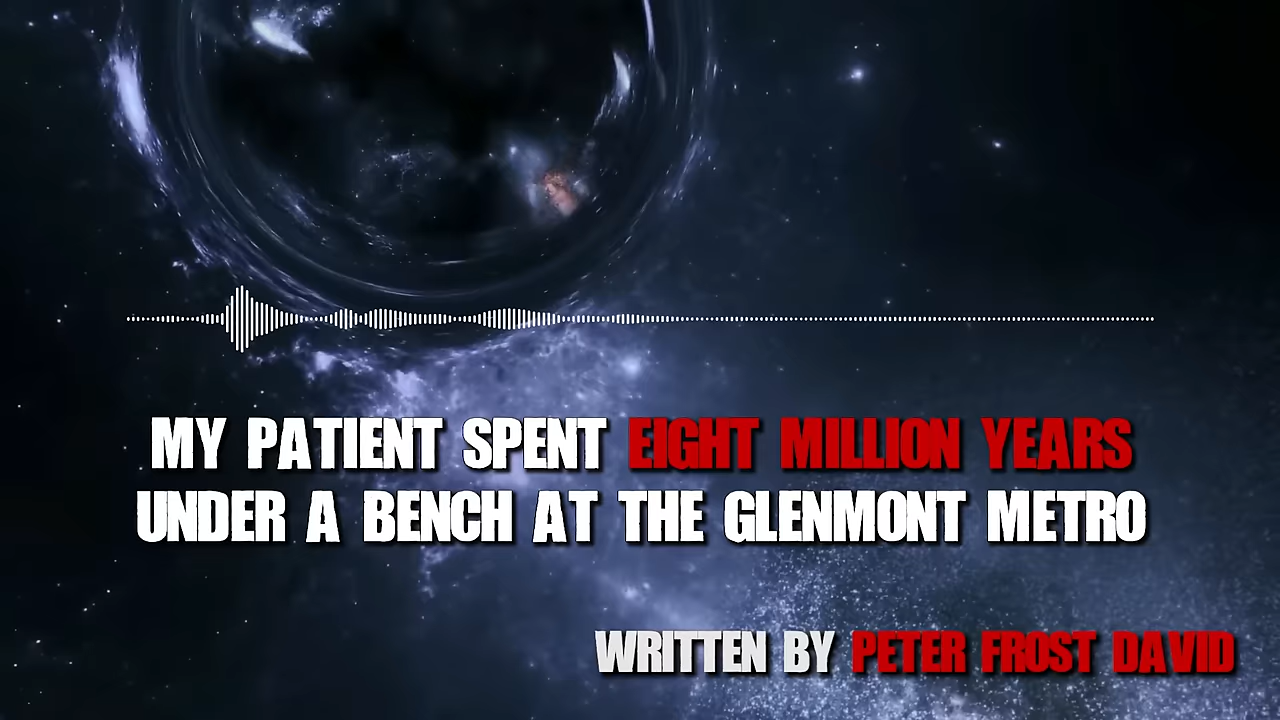 MY PATIENT SPENT EIGHT MILLION YEARS
UNDER A BENCH AT THE GLENMONT METRO
WRITTEN BY PETER FROST DAVID